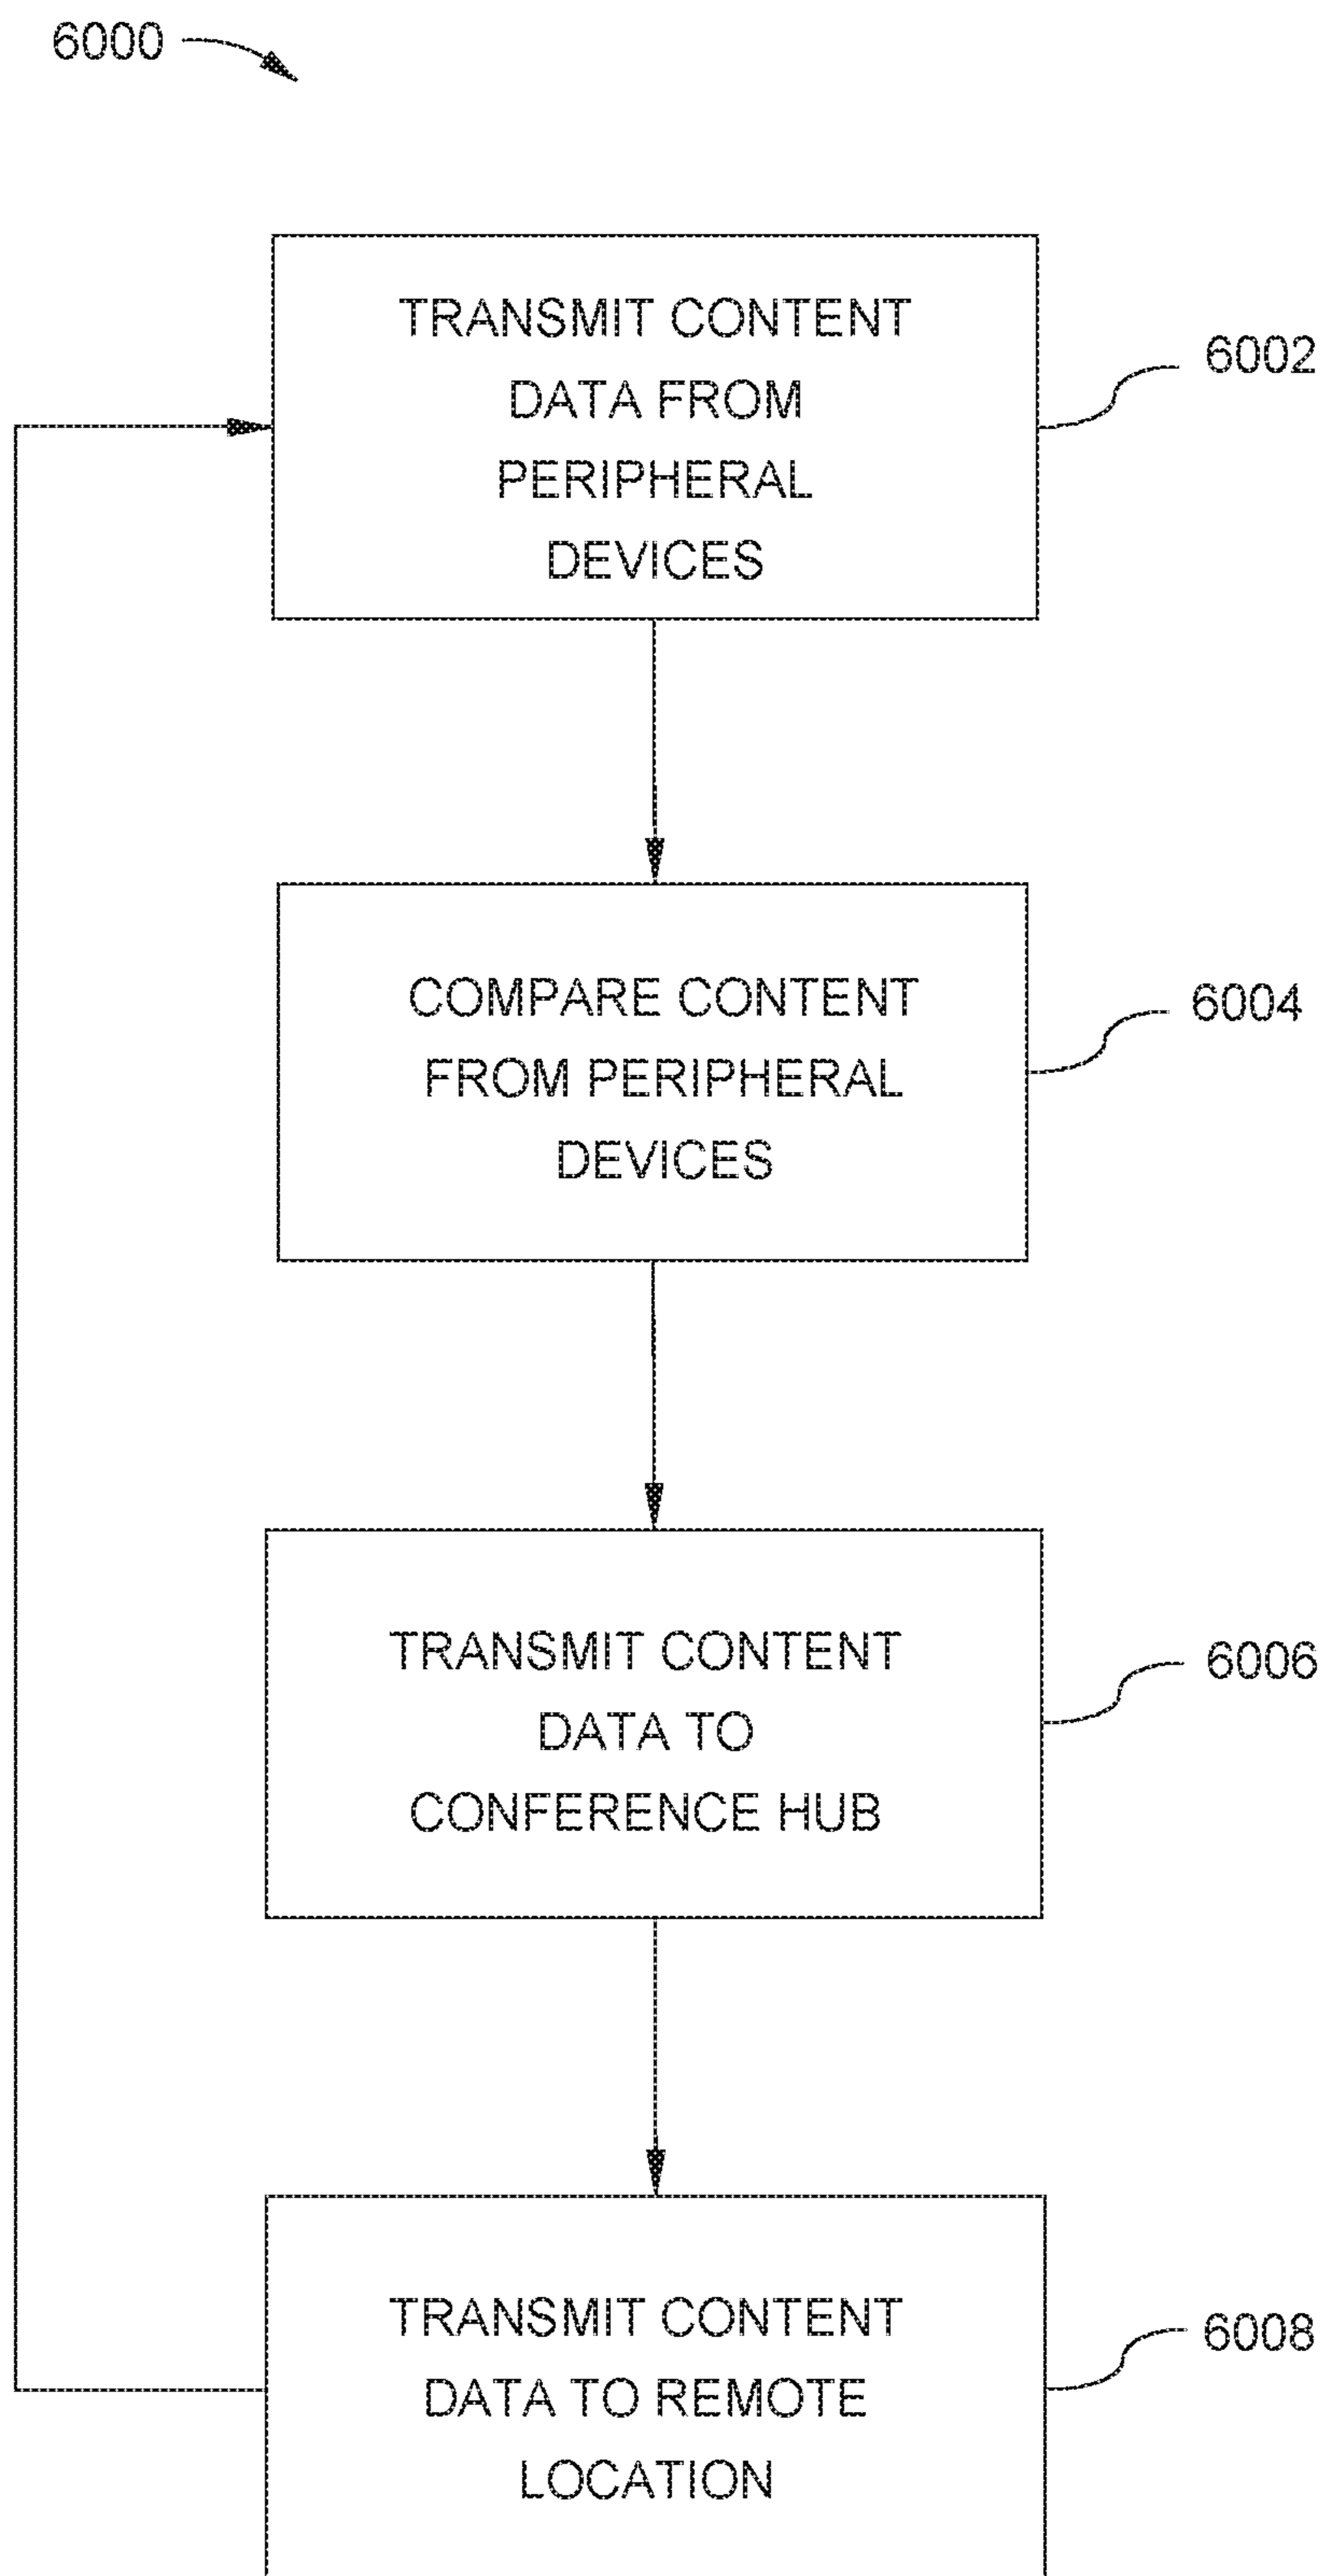 6000
TRANSMIT CONTENT
DATA FROM
PERIPHERAL
DEVICES
6002
COMPARE CONTENT
FROM PERIPHERAL
DEVICES
6004
TRANSMIT CONTENT
DATA TO
CONFERENCE HUB
6006
TRANSMIT CONTENT
DATA TO REMOTE
LOCATION
6008